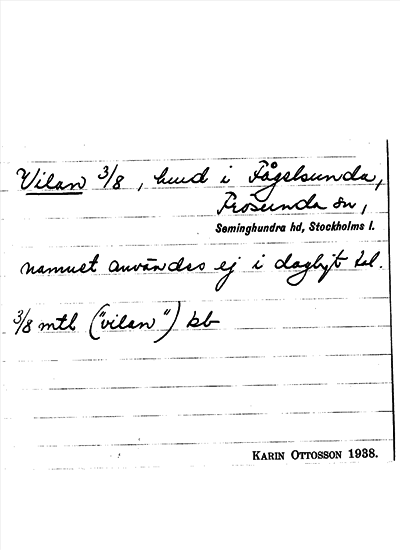 Vilan 3/8, hmd i Fågelsunda,
Frösunda sn,
Seminghundra hd, Stockholms l.
namnet användes ej i dagligt tal.
3/8 mtl ("vilan") kb
KARIN OTTOSSON 1938.